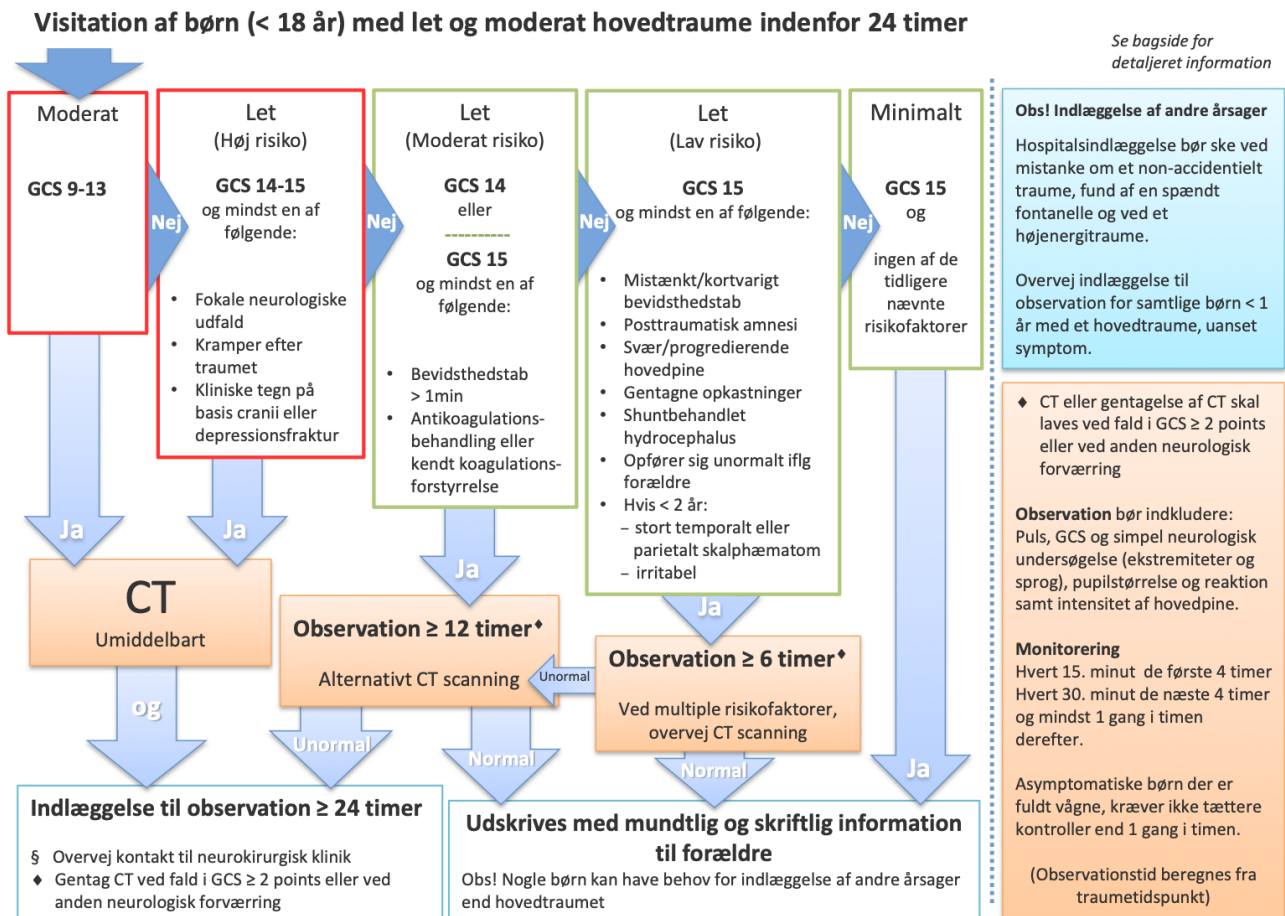 Visitation af børn (< 18 år) med let og moderat hovedtraume indenfor 24 timer
Se bagside for
detaljeret information
Moderat
GCS 9-13
Nej
Let
(Høj risiko)
GCS 14-15
og mindst en af
følgende:
• Fokale neurologiske
udfald
• Kramper efter
traumet
• Kliniske tegn på
basis cranii eller
depressionsfraktur
Nej
Let
(Moderat risiko)
GCS 14
eller
----------
GCS 15
og mindst en af
følgende:
• Bevidsthedstab
> 1min
• Antikoagulations-
behandling eller
kendt koagulations-
forstyrrelse
Nej
Let
(Lav risiko)
GCS 15
og mindst en af følgende:
• Mistænkt/kortvarigt
bevidsthedstab
• Posttraumatisk amnesi
• Svær/progredierende
hovedpine
• Gentagne opkastninger
• Shuntbehandlet
hydrocephalus
• Opfører sig unormalt iflg
forældre
• Hvis < 2 år:
– stort temporalt eller
parietalt skalphæmatom
– irritabel
Nej
Minimalt
GCS 15
og
ingen af de
tidligere
nævnte
risikofaktorer
Ja
Ja
Ja
Ja
Ja
CT
Umiddelbart
og
Observation ≥ 12 timer♦
Alternativt CT scanning
Unormal
Observation ≥ 6 timer♦
Ved multiple risikofaktorer,
overvej CT scanning
Unormal
Normal
Normal
Indlæggelse til observation ≥ 24 timer
§ Overvej kontakt til neurokirurgisk klinik
♦ Gentag CT ved fald i GCS ≥ 2 points eller ved
anden neurologisk forværring
Udskrives med mundtlig og skriftlig information
til forældre
Obs! Nogle børn kan have behov for indlæggelse af andre årsager
end hovedtraumet
Obs! Indlæggelse af andre årsager
Hospitalsindlæggelse bør ske ved
mistanke om et non-accidentielt
traume, fund af en spændt
fontanelle og ved et
højenergitraume.
Overvej indlæggelse til
observation for samtlige børn < 1
år med et hovedtraume, uanset
symptom.
♦ CT eller gentagelse af CT skal
laves ved fald i GCS ≥ 2 points
eller ved anden neurologisk
forværring
Observation bør indkludere:
Puls, GCS og simpel neurologisk
undersøgelse (ekstremiteter og
sprog), pupilstørrelse og reaktion
samt intensitet af hovedpine.
Monitorering
Hvert 15. minut de første 4 timer
Hvert 30. minut de næste 4 timer
og mindst 1 gang i timen
derefter.
Asymptomatiske børn der er
fuldt vågne, kræver ikke tættere
kontroller end 1 gang i timen.
(Observationstid beregnes fra
traumetidspunkt)